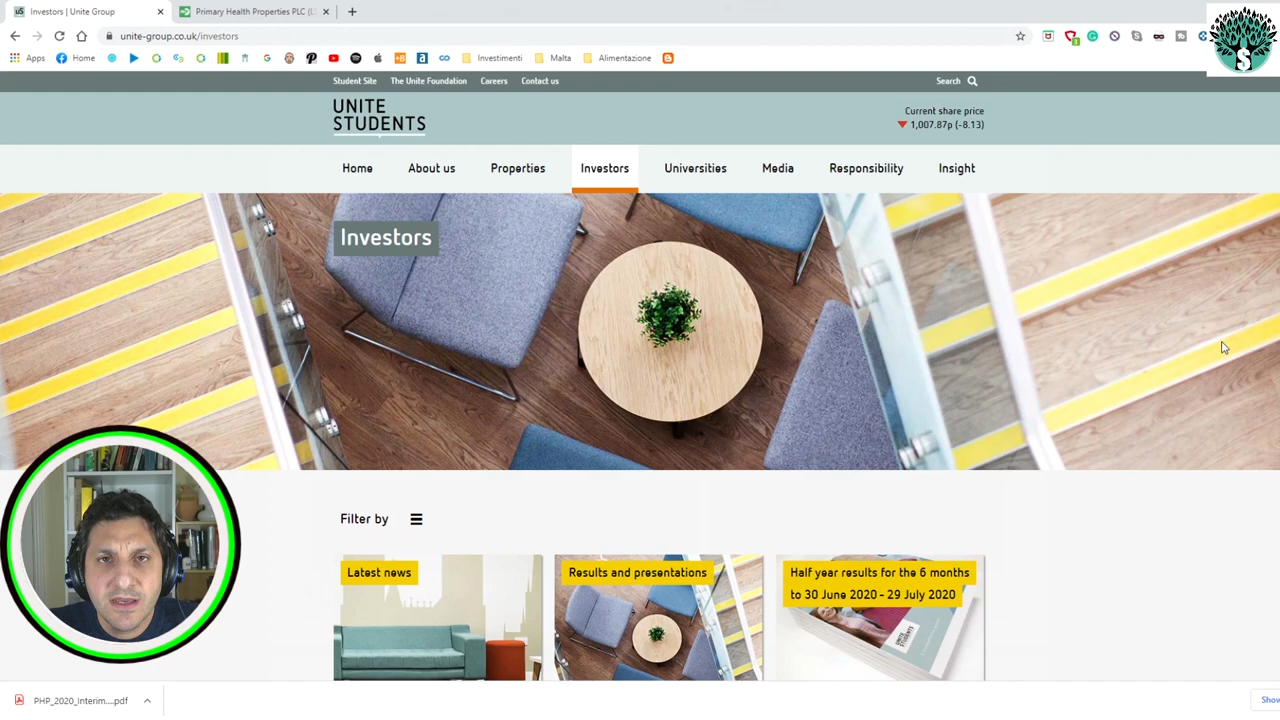 Investors | Unite Group
Primary Health Properties PLC (L
unite-group.co.uk/investors
Apps
Home
Investimenti
Malta
Alimentazione
Student Site
The Unite Foundation
Careers
Contact us
Search
UNITE
STUDENTS
Current share price
1,007.87p (-8.13)
Home
About us
Properties
Investors
Universities
Media
Responsibility
Insight
Investors
Filter by
Latest news
Results and presentations
Half year results for the 6 months
to 30 June 2020 - 29 July 2020
UNITE
STUDENTS
PHP_2020_Interim....pdf
Show